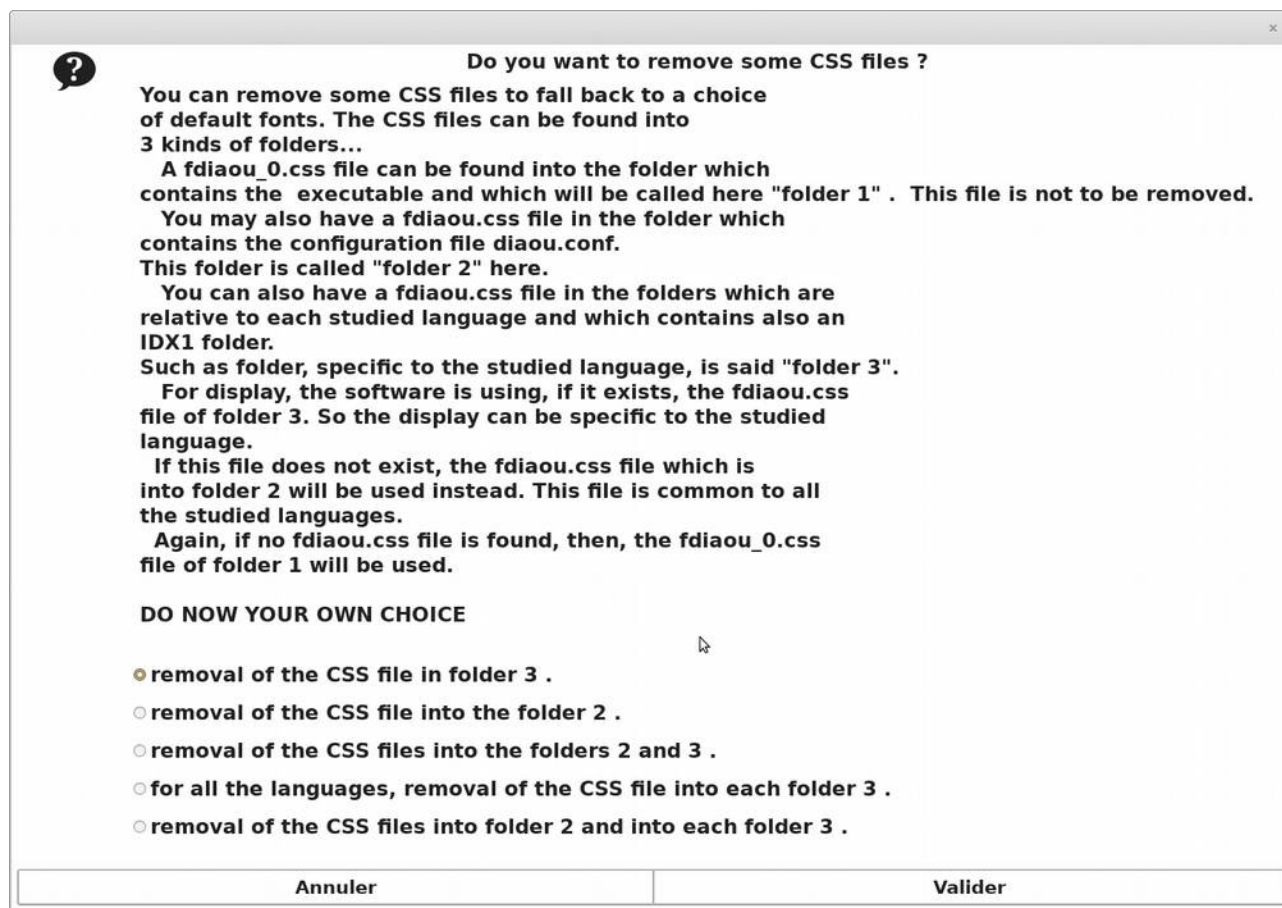 Do you want to remove some CSS files ?
You can remove some CSS files to fall back to a choice
of default fonts. The CSS files can be found into
3 kinds of folders...
A fdiaou_0.css file can be found into the folder which
contains the  executable and which will be called here "folder 1" .  This file is not to be removed.
You may also have a fdiaou.css file in the folder which
contains the configuration file diaou.conf.
This folder is called "folder 2" here.
You can also have a fdiaou.css file in the folders which are
relative to each studied language and which contains also an
IDX1 folder.
Such as folder, specific to the studied language, is said "folder 3".
For display, the software is using, if it exists, the fdiaou.css
file of folder 3. So the display can be specific to the studied
language.
If this file does not exist, the fdiaou.css file which is
into folder 2 will be used instead. This file is common to all
the studied languages.
Again, if no fdiaou.css file is found, then, the fdiaou_0.css
file of folder 1 will be used.
DO NOW YOUR OWN CHOICE
removal of the CSS file in folder 3 .
removal of the CSS file into the folder 2 .
removal of the CSS files into the folders 2 and 3 .
for all the languages, removal of the CSS file into each folder 3 .
removal of the CSS files into folder 2 and into each folder 3 .
Annuler
Valider